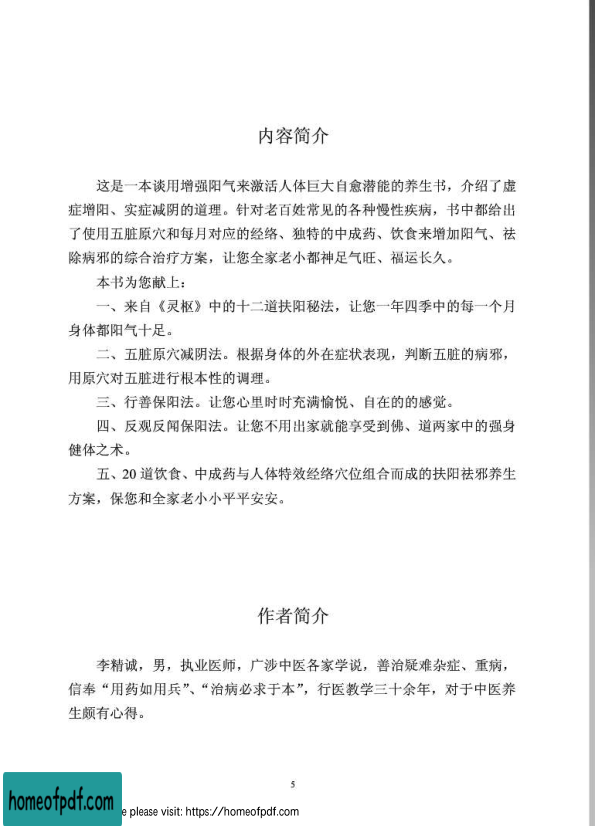 内容简介
这是一本谈用增强阳气来激活人体巨大自愈潜能的养生书，介绍了虚
症增阳、实症减阴的道理。针对老百姓常见的各种慢性疾病，书中都给出
了使用五脏原穴和每月对应的经络、独特的中成药、饮食来增加阳气、祛
除病邪的综合治疗方案，让您全家老小都神足气旺、福运长久。
本书为您献上：
一、来自《灵枢》中的十二道扶阳秘法，让您一年四季中的每一个月
身体都阳气十足。
二、五脏原穴减阴法。根据身体的外在症状表现，判断五脏的病邪，
用原穴对五脏进行根本性的调理。
三、行善保阳法。让您心里时时充满愉悦、自在的的感觉。
四、反观反闻保阳法。让您不用出家就能享受到佛、道两家中的强身
健体之术。
五、20 道饮食、中成药与人体特效经络穴位组合而成的扶阳祛邪养生
方案，保您和全家老小小平平安安。
作者简介
李精诚，男，执业医师，广涉中医各家学说，善治疑难杂症、重病，
信奉“用药如用兵”、“治病必求于本”，行医教学三十余年，对于中医养
生颇有心得。
5
homeofpdf.com
e please visit: https://homeofpdf.com